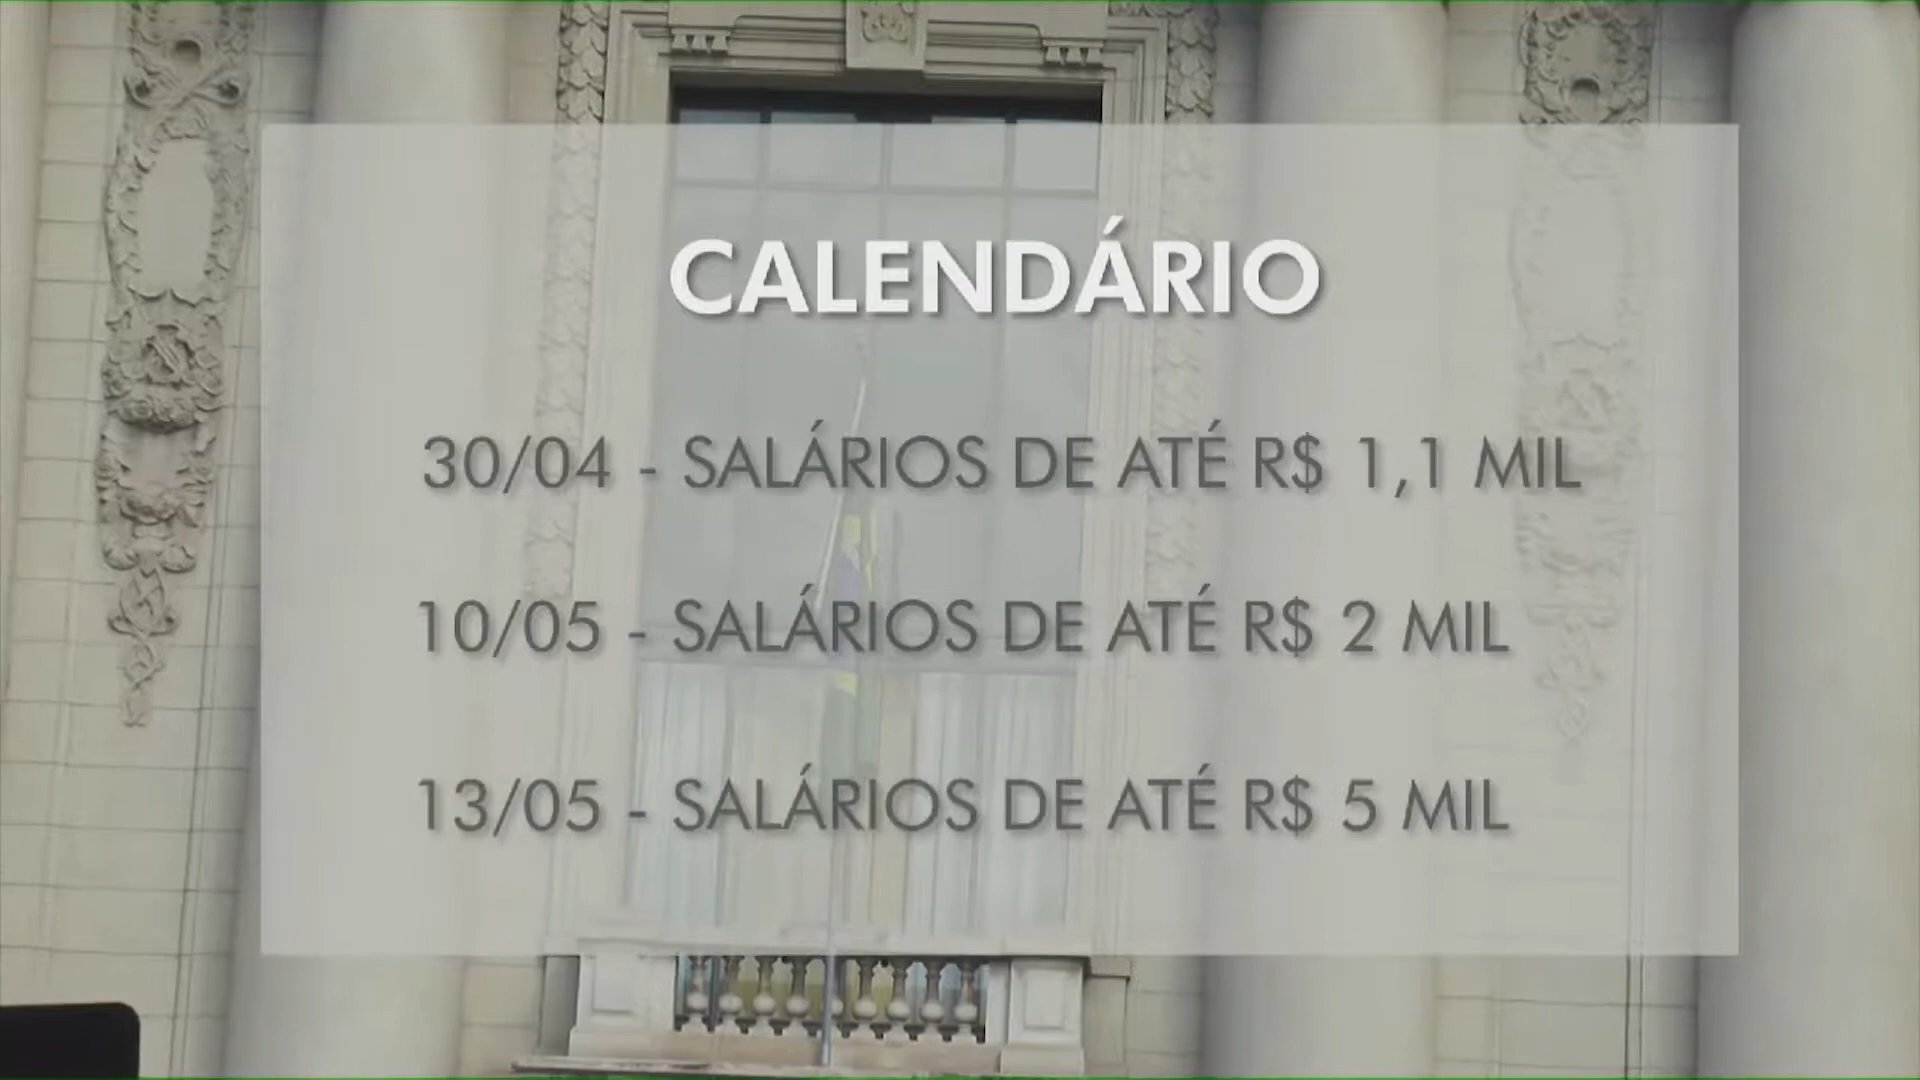 CALENDÁRIO
30/04 - SALÁRIOS DE ATÉ R$ 1,1 MIL
10/05 - SALÁRIOS DE ATÉ R$ 2 MIL
13/05 - SALÁRIOS DE ATÉ R$ 5 MIL